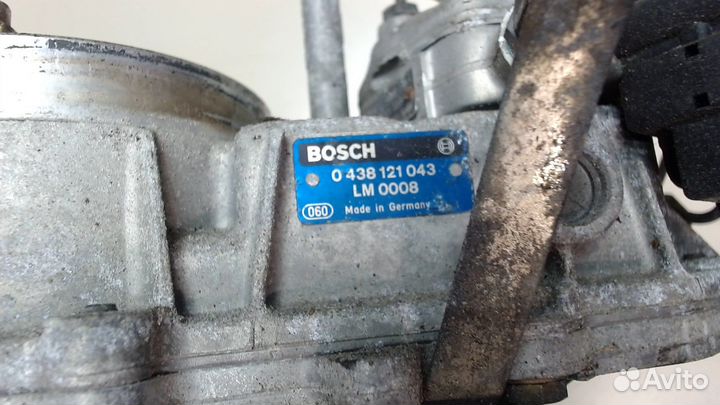 BOSCH
0 438 121 043
LM 0008
060 Made in Germany
Avito